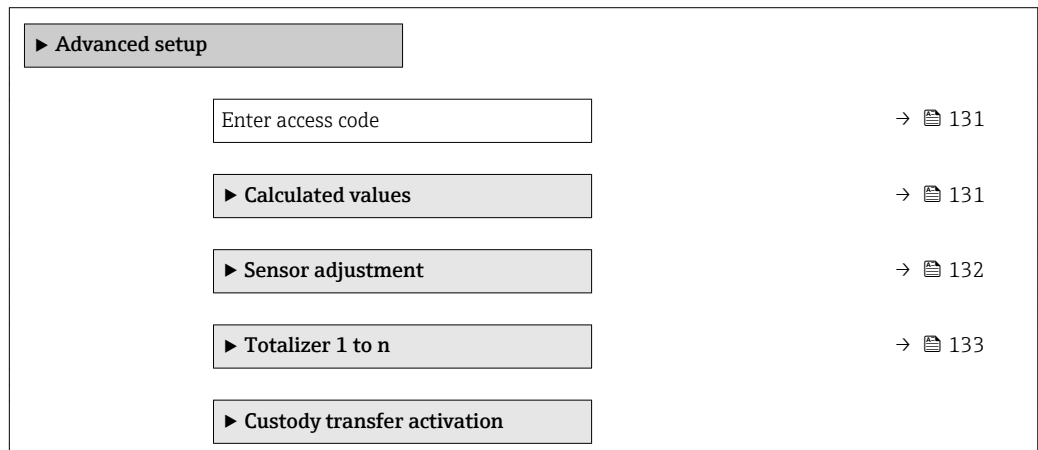 ► Advanced setup
Enter access code → 131
► Calculated values → 131
► Sensor adjustment → 132
► Totalizer 1 to n → 133
► Custody transfer activation